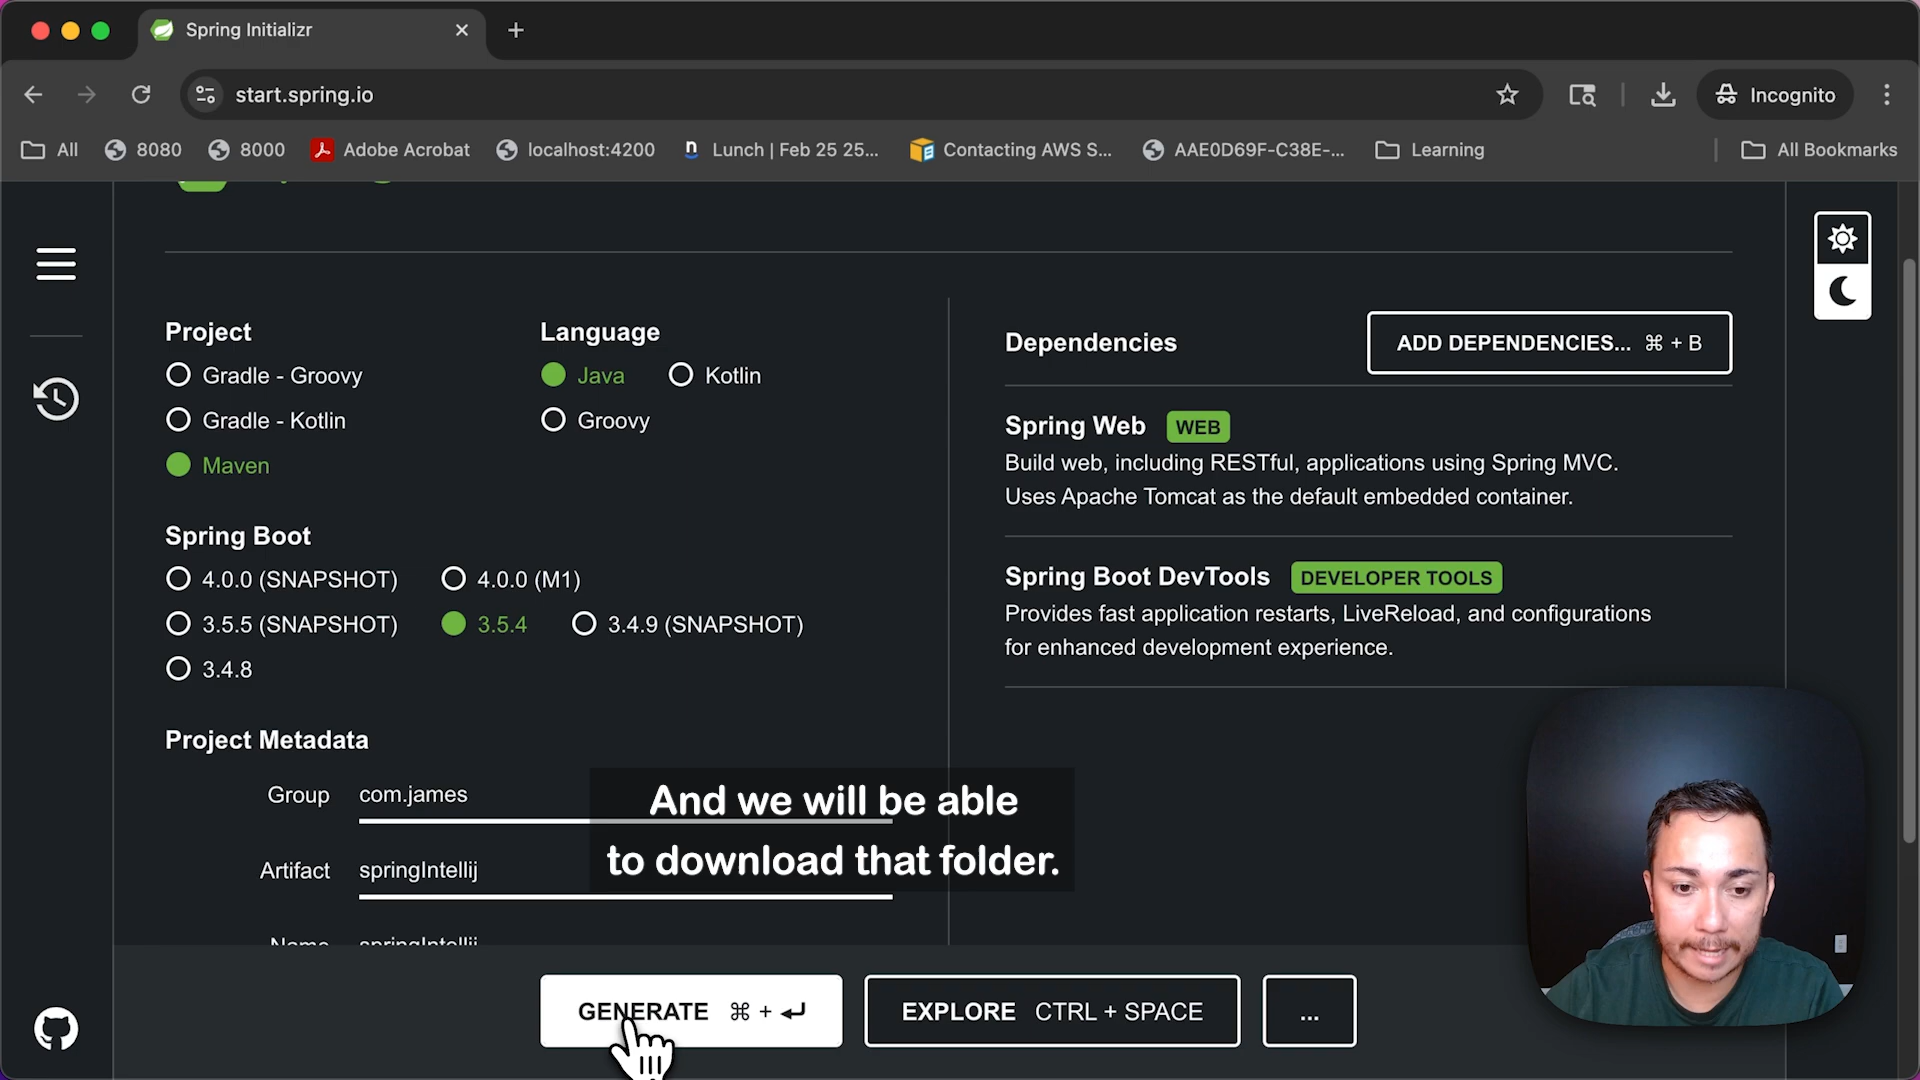 Spring Initializr
start.spring.io
Incognito
All
8080
8000
Adobe Acrobat
localhost:4200
n Lunch | Feb 25 25...
Contacting AWS S...
AAE0D69F-C38E-...
Learning
All Bookmarks
Project
Gradle - Groovy
Gradle - Kotlin
Maven
Language
Java
Kotlin
Groovy
Spring Boot
4.0.0 (SNAPSHOT)
4.0.0 (M1)
3.5.5 (SNAPSHOT)
3.5.4
3.4.9 (SNAPSHOT)
3.4.8
Project Metadata
Group com.james
Artifact springIntellij
Name springIntellij
Dependencies
ADD DEPENDENCIES... ⌘ + B
Spring Web WEB
Build web, including RESTful, applications using Spring MVC.
Uses Apache Tomcat as the default embedded container.
Spring Boot DevTools DEVELOPER TOOLS
Provides fast application restarts, LiveReload, and configurations
for enhanced development experience.
And we will be able
to download that folder.
GENERATE ⌘ + ↵
EXPLORE CTRL + SPACE
...